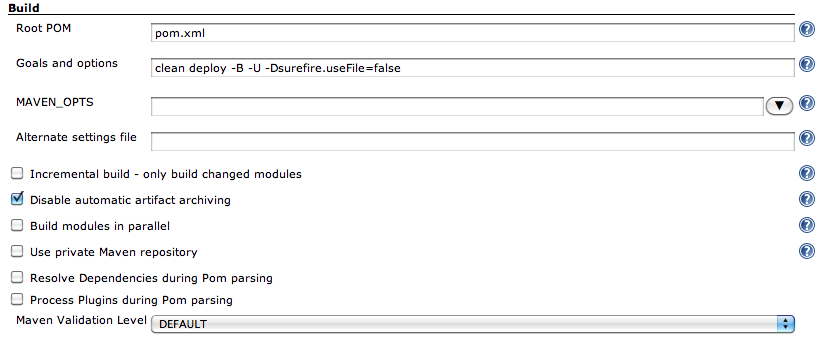 Build
Root POM
pom.xml
Goals and options
clean deploy -B -U -Dsurefire.useFile=false
MAVEN_OPTS
Alternate settings file
Incremental build - only build changed modules
Disable automatic artifact archiving
Build modules in parallel
Use private Maven repository
Resolve Dependencies during Pom parsing
Process Plugins during Pom parsing
Maven Validation Level
DEFAULT